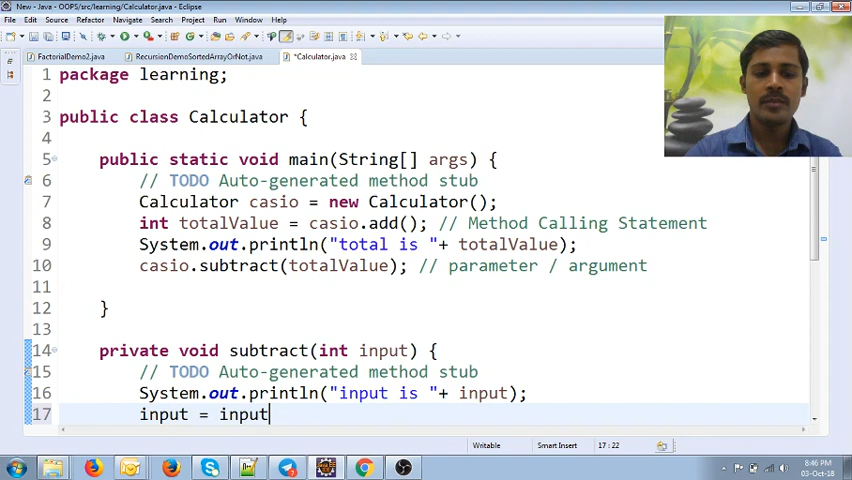 New - Java - OOPS/src/learning/Calculator.java - Eclipse
File Edit Source Refactor Navigate Search Project Run Window Help
FactorialDemo2.java RecursionDemoSortedArrayOrNot.java *Calculator.java
1 package learning;
2
3 public class Calculator {
4
5 public static void main(String[] args) {
6 // TODO Auto-generated method stub
7 Calculator casio = new Calculator();
8 int totalValue = casio.add(); // Method Calling Statement
9 System.out.println("total is "+ totalValue);
10 casio.subtract(totalValue); // parameter / argument
11
12 }
13
14 private void subtract(int input) {
15 // TODO Auto-generated method stub
16 System.out.println("input is "+ input);
17 input = input
Writable Smart Insert 17 : 22
8:46 PM
03-Oct-18